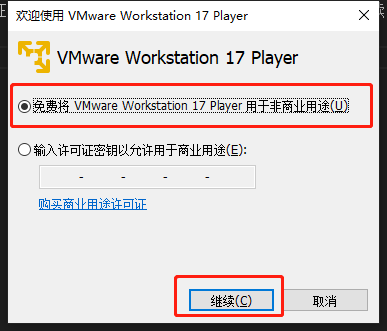 欢迎使用 VMware Workstation 17 Player
VMware Workstation 17 Player
免费将 VMware Workstation 17 Player 用于非商业用途(U)
输入许可证密钥以允许用于商业用途(E):
- - - -
购买商业用途许可证
继续(C)
取消